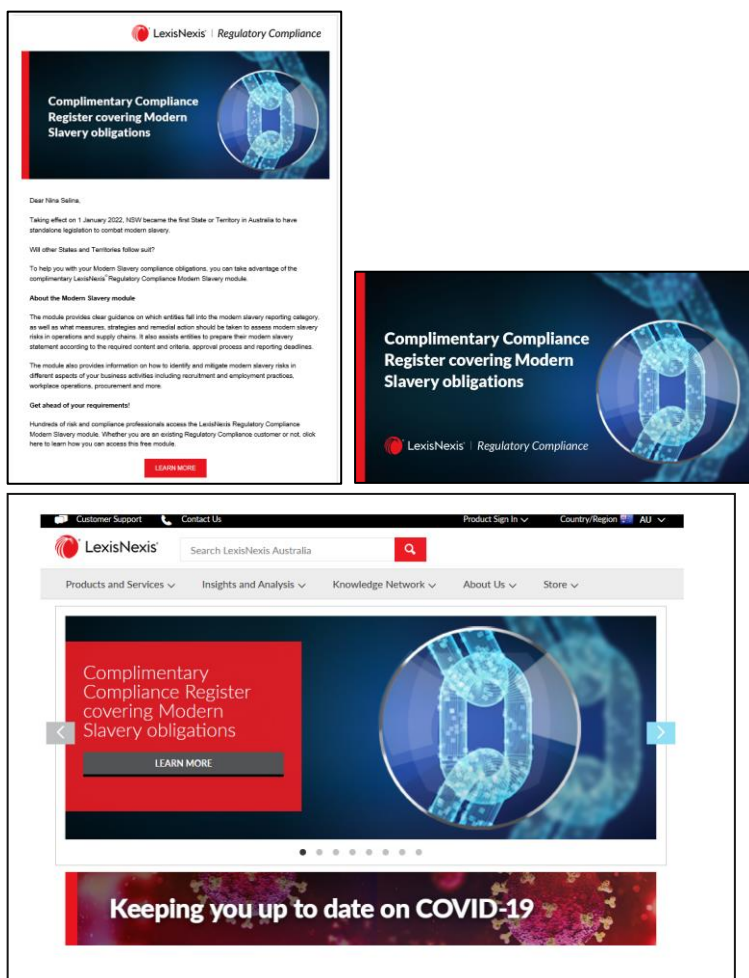 LexisNexis® | Regulatory Compliance
Complimentary Compliance
Register covering Modern
Slavery obligations
Dear Nina Selina,
Taking effect on 1 January 2022, NSW became the first State or Territory in Australia to have
standalone legislation to combat modern slavery.
Will other States and Territories follow suit?
To help you with your Modern Slavery compliance obligations, you can take advantage of the
complimentary LexisNexis® Regulatory Compliance Modern Slavery module.
About the Modern Slavery module
The module provides clear guidance on which entities fall into the modern slavery reporting category,
as well as what measures, strategies and remedial action should be taken to assess modern slavery
risks in operations and supply chains. It also assists entities to prepare their modern slavery
statement according to the required content and criteria, approval process and reporting deadlines.
The module also provides information on how to identify and mitigate modern slavery risks in
different aspects of your business activities including recruitment and employment practices,
workplace operations, procurement and more.
Get ahead of your requirements!
Hundreds of risk and compliance professionals access the LexisNexis Regulatory Compliance
Modern Slavery module. Whether you are an existing Regulatory Compliance customer or not, click
here to learn how you can access this free module.
LEARN MORE
Complimentary Compliance
Register covering Modern
Slavery obligations
LexisNexis® | Regulatory Compliance
Customer Support Contact Us Product Sign In Country/Region AU
LexisNexis® Search LexisNexis Australia
Products and Services Insights and Analysis Knowledge Network About Us Store
Complimentary
Compliance Register
covering Modern
Slavery obligations
LEARN MORE
Keeping you up to date on COVID-19